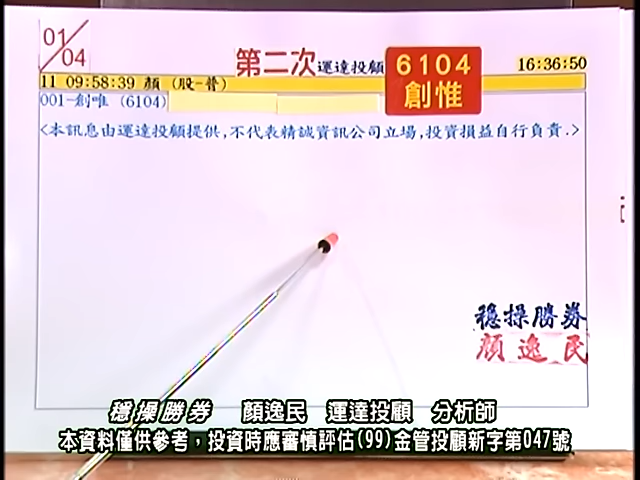 01/04
第二次 運達投顧 6104 創惟 16:36:50
11 09:58:39 顏 (股-普)
001-創唯 (6104)
<本訊息由運達投顧提供,不代表精誠資訊公司立場,投資損益自行負責.>
穩操勝券
顏逸民
穩操勝券 顏逸民 運達投顧 分析師
本資料僅供參考，投資時應審慎評估(99)金管投顧新字第047號